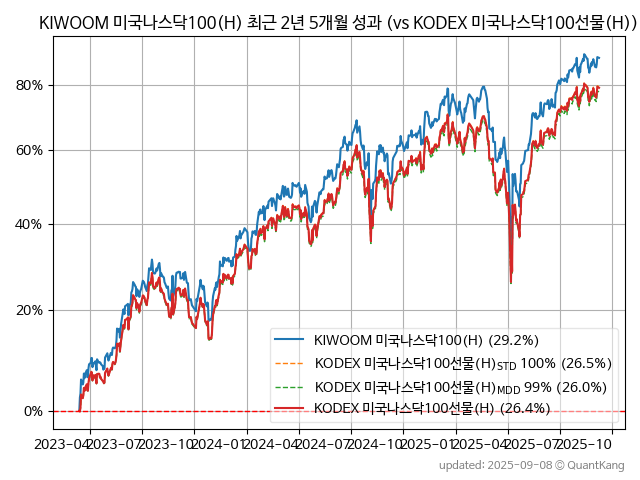 KIWOOM 미국나스닥100(H) 최근 2년 5개월 성과 (vs KODEX 미국나스닥100선물(H))
80%
60%
40%
20%
0%
KIWOOM 미국나스닥100(H) (29.2%)
KODEX 미국나스닥100선물(H)STD 100% (26.5%)
KODEX 미국나스닥100선물(H)MDD 99% (26.0%)
KODEX 미국나스닥100선물(H) (26.4%)
2023-04 2023-07 2023-10 2024-01 2024-04 2024-07 2024-10 2025-01 2025-04 2025-07 2025-10
updated: 2025-09-08 © QuantKang